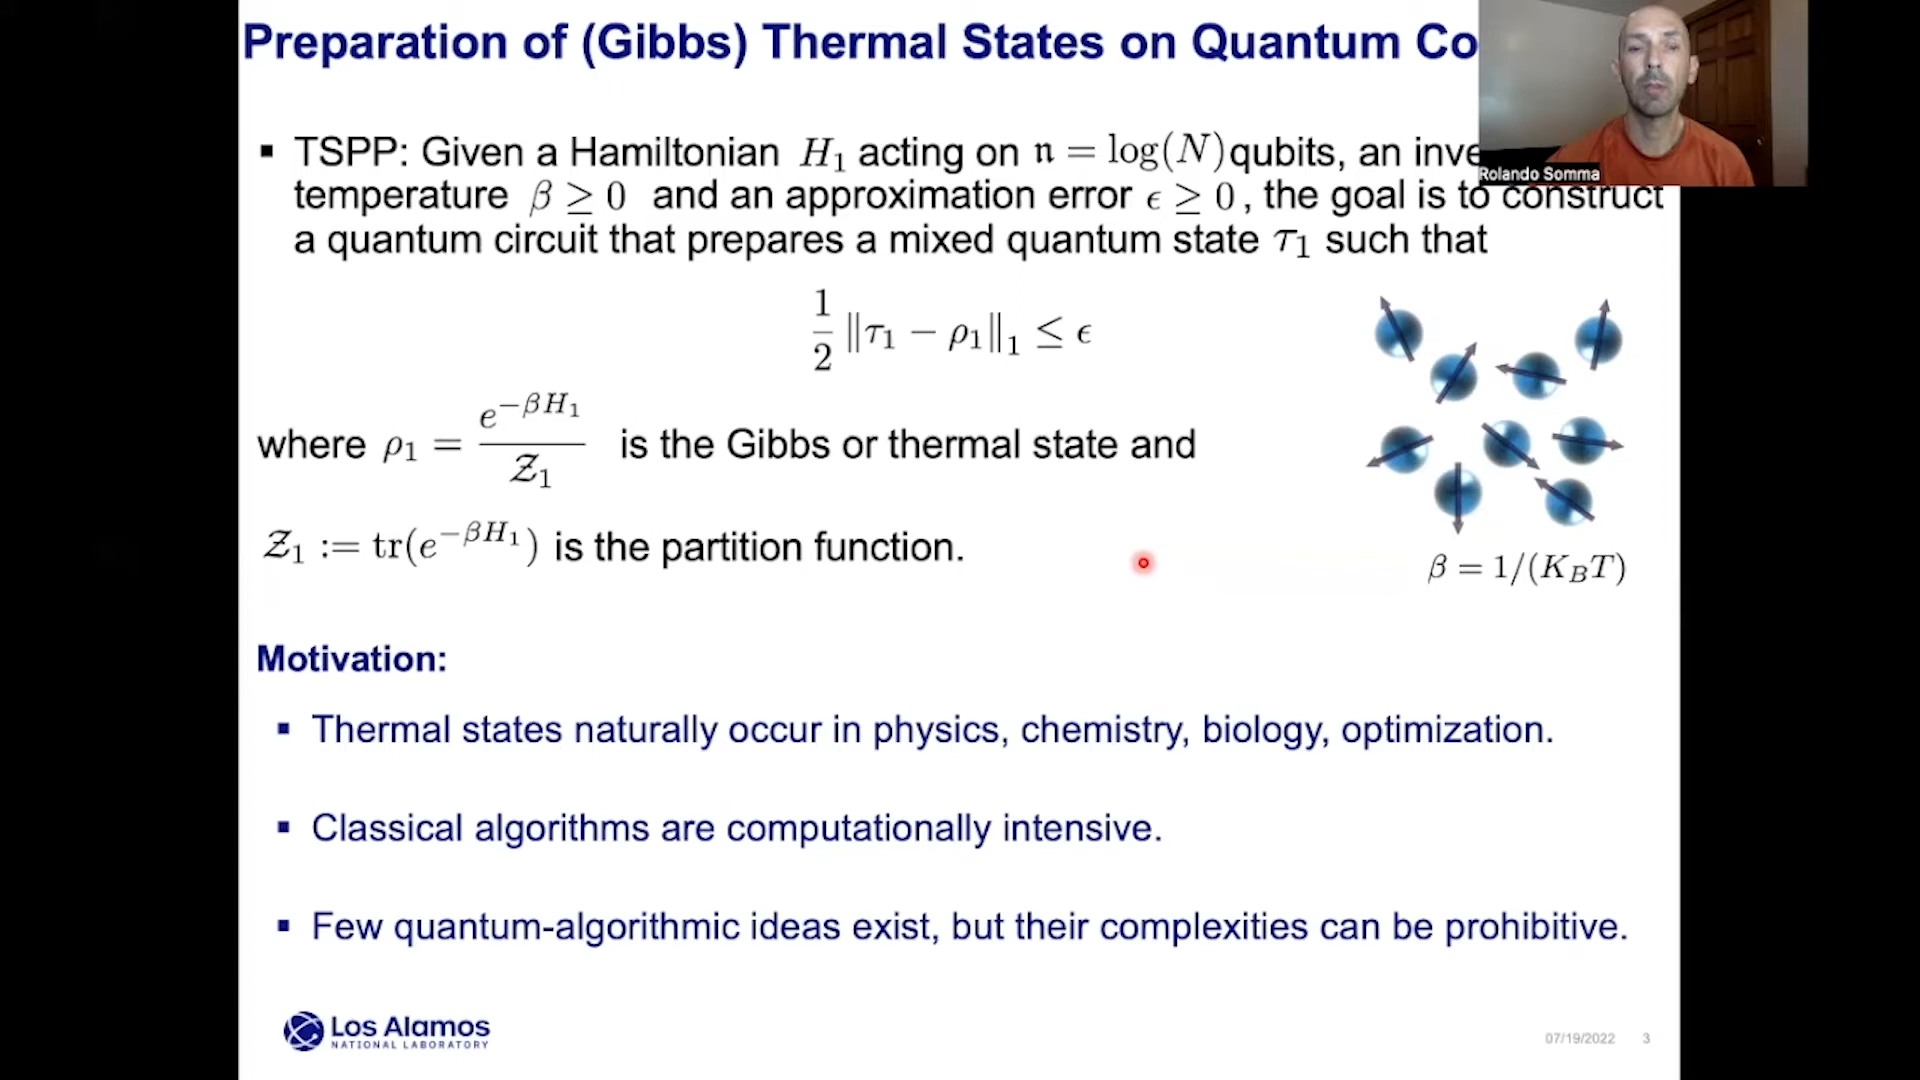 Preparation of (Gibbs) Thermal States on Quantum Co
Rolando Somma
▪ TSPP: Given a Hamiltonian H₁ acting on n = log(N) qubits, an inve
temperature β ≥ 0 and an approximation error ϵ ≥ 0, the goal is to construct
a quantum circuit that prepares a mixed quantum state τ₁ such that
1/2 ‖τ₁ − ρ₁‖₁ ≤ ϵ
where ρ₁ = e^{−βH₁}/𝒵₁ is the Gibbs or thermal state and
𝒵₁ := tr(e^{−βH₁}) is the partition function.
β = 1/(K_B T)
Motivation:
▪ Thermal states naturally occur in physics, chemistry, biology, optimization.
▪ Classical algorithms are computationally intensive.
▪ Few quantum-algorithmic ideas exist, but their complexities can be prohibitive.
Los Alamos
NATIONAL LABORATORY
07/19/2022 3